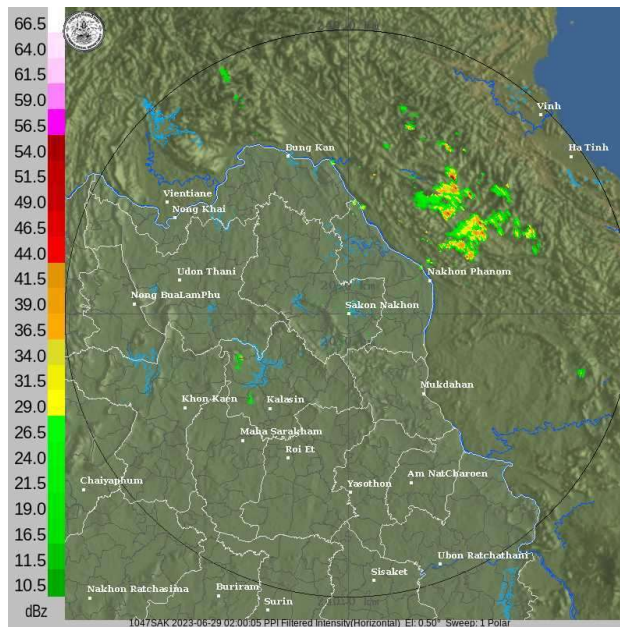 66.5
64.0
61.5
59.0
56.5
54.0
51.5
49.0
46.5
44.0
41.5
39.0
36.5
34.0
31.5
29.0
26.5
24.0
21.5
19.0
16.5
11.5
10.5
dBz
Vinh
Ha Tinh
Bung Kan
Vientiane
Nong Khai
Udon Thani
Nakhon Phanom
Nong BuaLamPhu
Sakon Nakhon
Mukdahan
Khon Kaen
Kalasin
Maha Sarakham
Roi Et
Am NatCharoen
Chaiyaphum
Yasothon
Ubon Ratchathani
Sisaket
Nakhon Ratchasima
Buriram
Surin
1047SAK 2023-06-29 02:00:05 PPI Filtered Intensity(Horizontal) El: 0.50° Sweep: 1 Polar